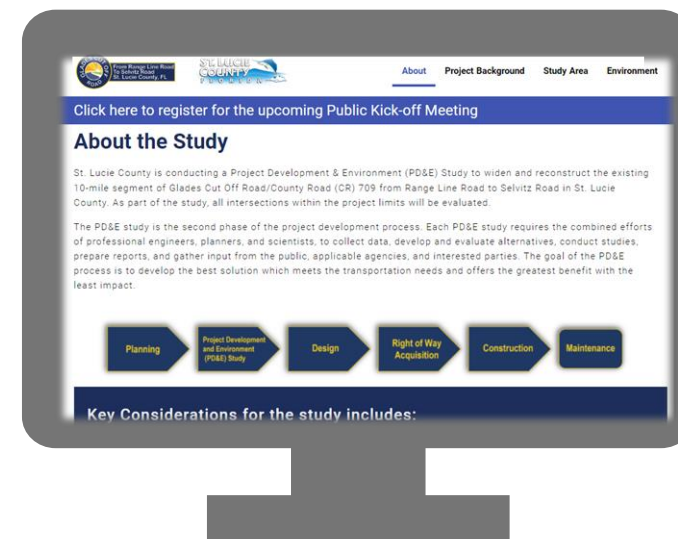 From Range Line Road
To Selvitz Road
St. Lucie County, FL
ST. LUCIE
COUNTY
FLORIDA
About Project Background Study Area Environment
Click here to register for the upcoming Public Kick-off Meeting
About the Study
St. Lucie County is conducting a Project Development & Environment (PD&E) Study to widen and reconstruct the existing
10-mile segment of Glades Cut Off Road/County Road (CR) 709 from Range Line Road to Selvitz Road in St. Lucie
County. As part of the study, all intersections within the project limits will be evaluated.
The PD&E study is the second phase of the project development process. Each PD&E study requires the combined efforts
of professional engineers, planners, and scientists, to collect data, develop and evaluate alternatives, conduct studies,
prepare reports, and gather input from the public, applicable agencies, and interested parties. The goal of the PD&E
process is to develop the best solution which meets the transportation needs and offers the greatest benefit with the
least impact.
Planning
Project Development
and Environment
(PD&E) Study
Design
Right of Way
Acquisition
Construction
Maintenance
Key Considerations for the study includes: